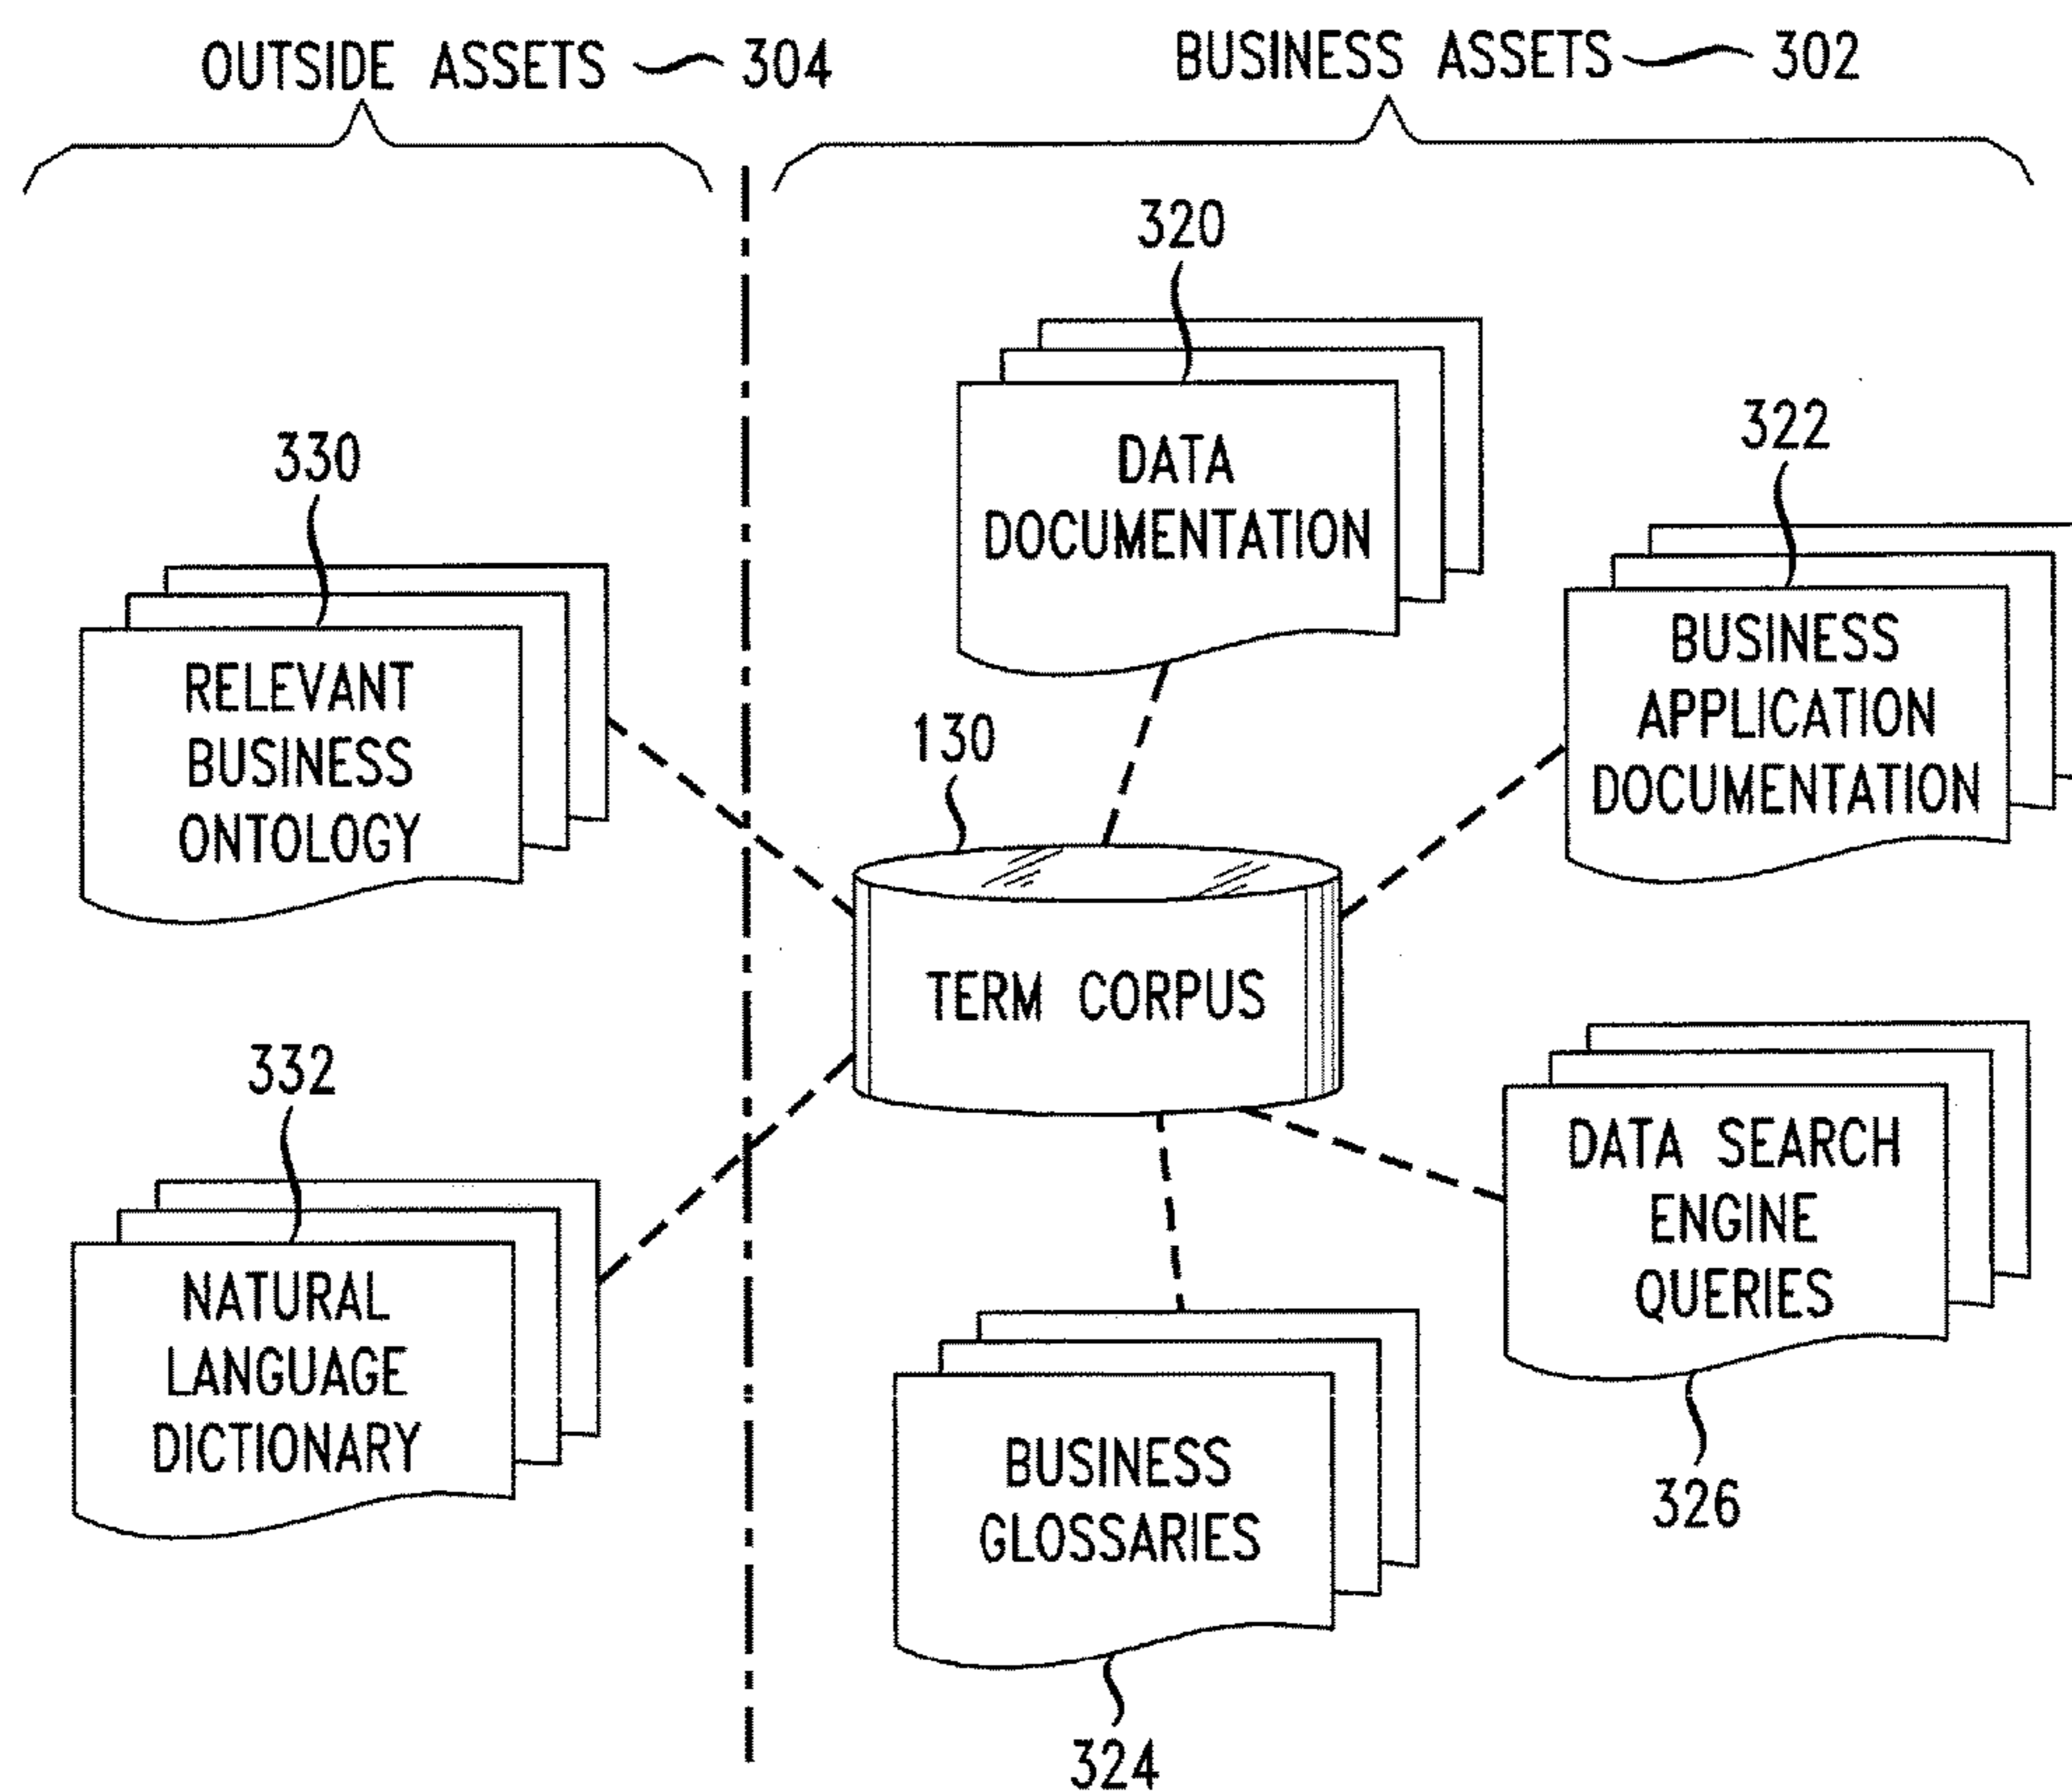 OUTSIDE ASSETS 304
BUSINESS ASSETS 302
320
DATA
DOCUMENTATION
322
BUSINESS
APPLICATION
DOCUMENTATION
330
RELEVANT
BUSINESS
ONTOLOGY
130
TERM CORPUS
332
NATURAL
LANGUAGE
DICTIONARY
DATA SEARCH
ENGINE
QUERIES
326
BUSINESS
GLOSSARIES
324